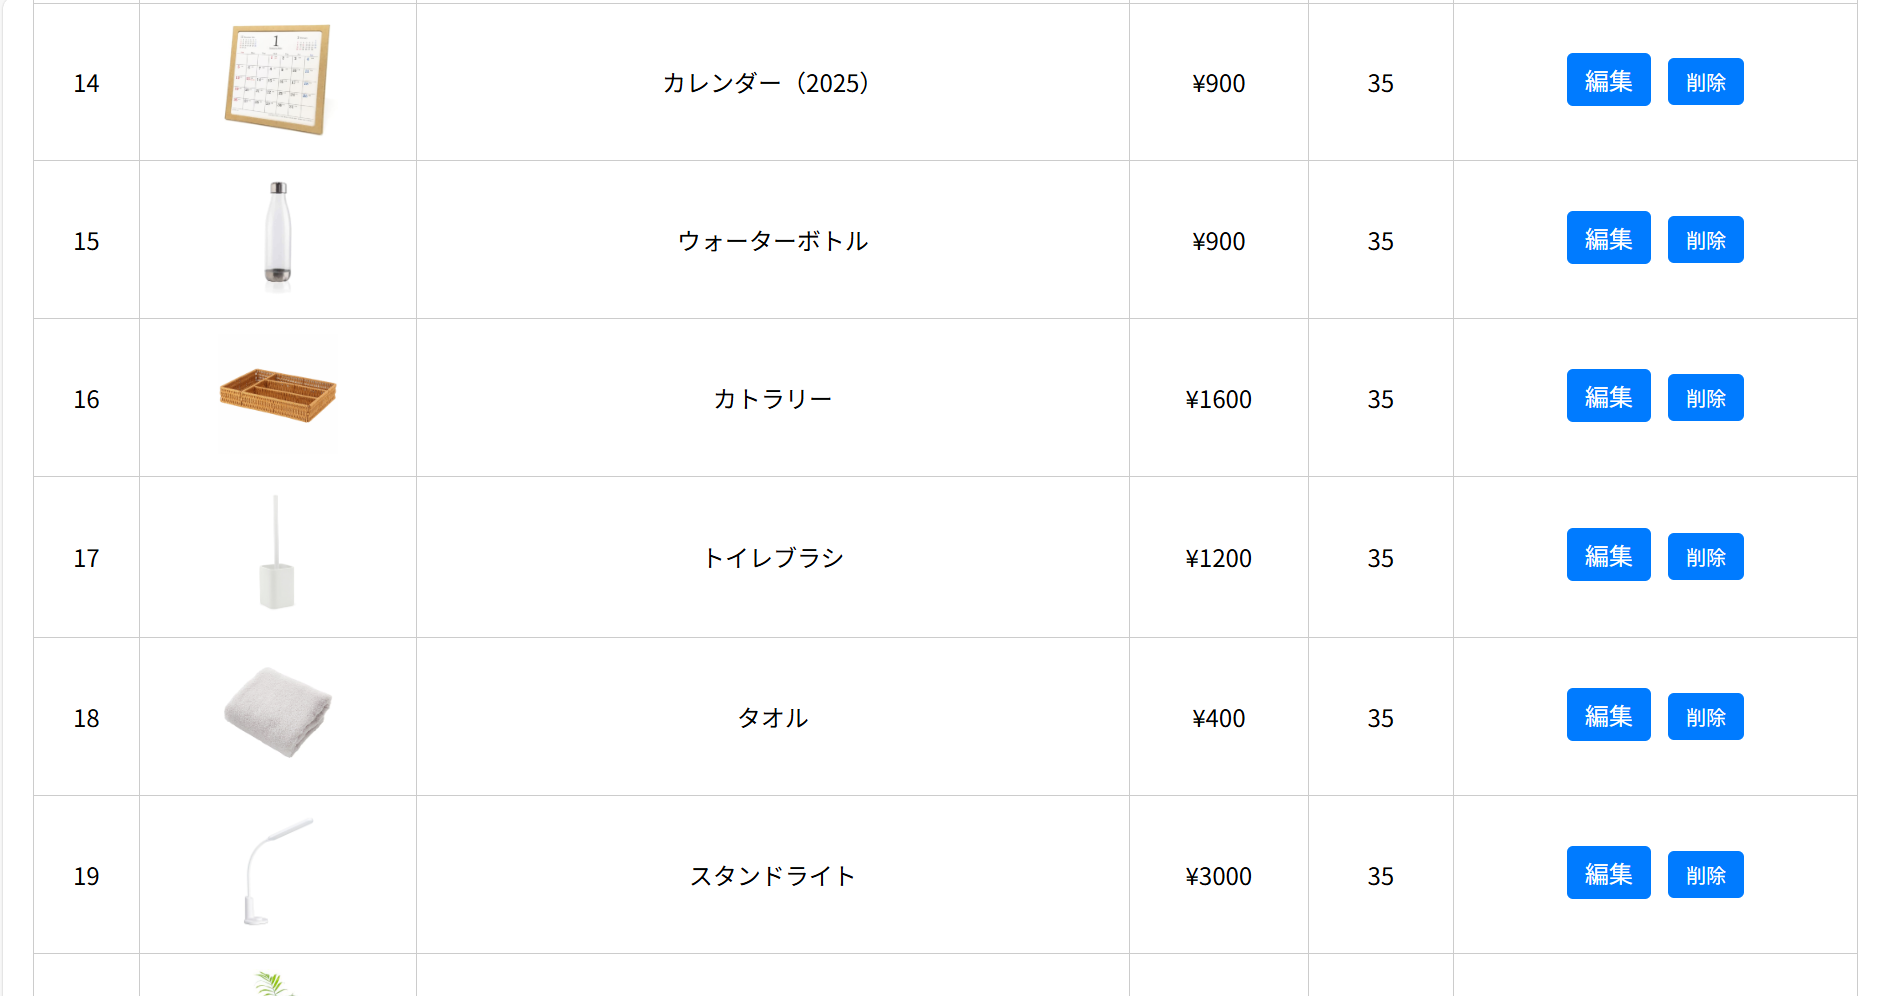 14 カレンダー（2025） ¥900 35 編集 削除
15 ウォーターボトル ¥900 35 編集 削除
16 カトラリー ¥1600 35 編集 削除
17 トイレブラシ ¥1200 35 編集 削除
18 タオル ¥400 35 編集 削除
19 スタンドライト ¥3000 35 編集 削除